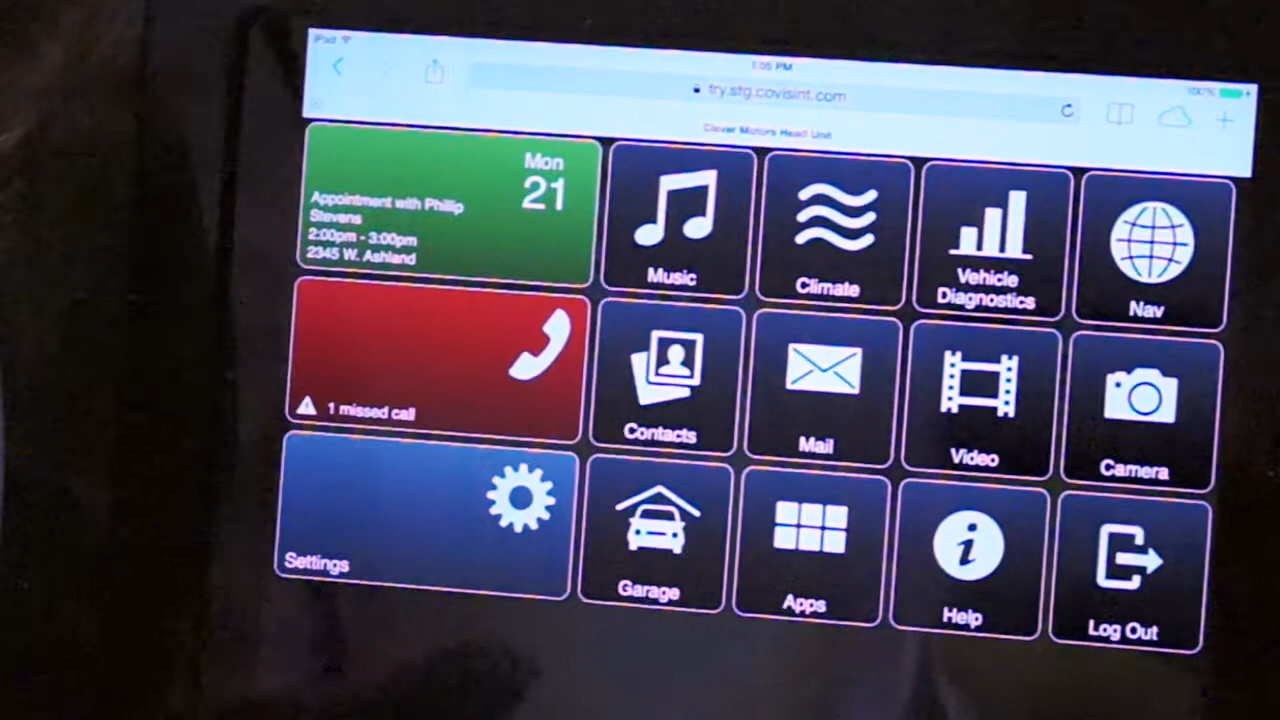 iPad
1:05 PM
100%
try.stg.covisint.com
Clever Motors Head Unit
Mon
21
Appointment with Phillip
Stevens
2:00pm - 3:00pm
2345 W. Ashland
Music
Climate
Vehicle
Diagnostics
Nav
1 missed call
Contacts
Mail
Video
Camera
Settings
Garage
Apps
Help
Log Out